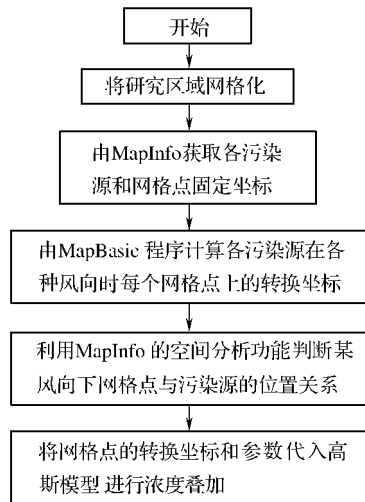 开始
将研究区域网格化
由MapInfo获取各污染
源和网格点固定坐标
由MapBasic 程序计算各污染源在各
种风向时每个网格点上的转换坐标
利用MapInfo 的空间分析功能判断某
风向下网格点与污染源的位置关系
将网格点的转换坐标和参数代入高
斯模型 进行浓度叠加